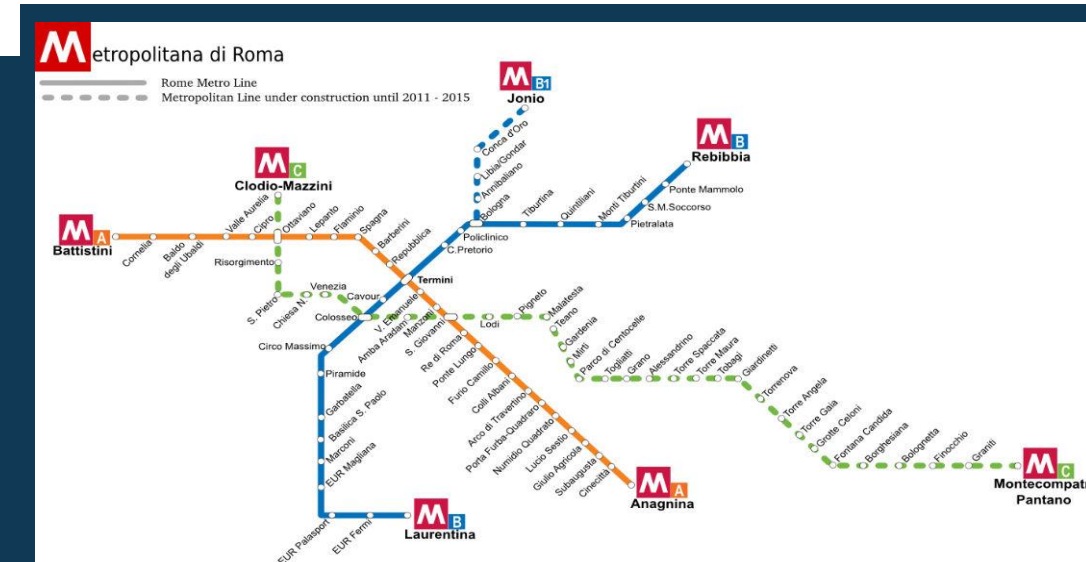 Metropolitana di Roma
Rome Metro Line
Metropolitan Line under construction until 2011 - 2015
M B1
Jonio
Conca d'Oro
Libia/Gondar
Annibaliano
Bologna
M B
Rebibbia
Ponte Mammolo
S.M.Soccorso
Pietralata
Monti Tiburtini
Quintiliani
Tiburtina
Policlinico
C.Pretorio
M C
Clodio-Mazzini
M A
Battistini
Cornelia
Baldo
degli Ubaldi
Valle Aurelia
Cipro
Ottaviano
Lepanto
Flaminio
Spagna
Barberini
Repubblica
Termini
Risorgimento
S. Pietro
Chiesa N.
Venezia
Cavour
Colosseo
Circo Massimo
Piramide
Garbatella
Basilica S. Paolo
Marconi
EUR Magliana
EUR Palasport
EUR Fermi
M B
Laurentina
V. Emanuele
Amba Aradam
Manzoni
S. Giovanni
Re di Roma
Ponte Lungo
Furio Camillo
Colli Albani
Arco di Travertino
Porta Furba-Quadraro
Numidio Quadrato
Lucio Sestio
Giulio Agricola
Subaugusta
Cinecittà
M A
Anagnina
Lodi
Pigneto
Malatesta
Teano
Gardenia
Mirti
Parco di Centocelle
Togliatti
Grano
Alessandrino
Torre Spaccata
Torre Maura
Tobagi
Giardinetti
Torrenova
Torre Angela
Torre Gaia
Grotte Celoni
Fontana Candida
Borghesiana
Bolognetta
Finocchio
Graniti
M C
Montecompatr
Pantano